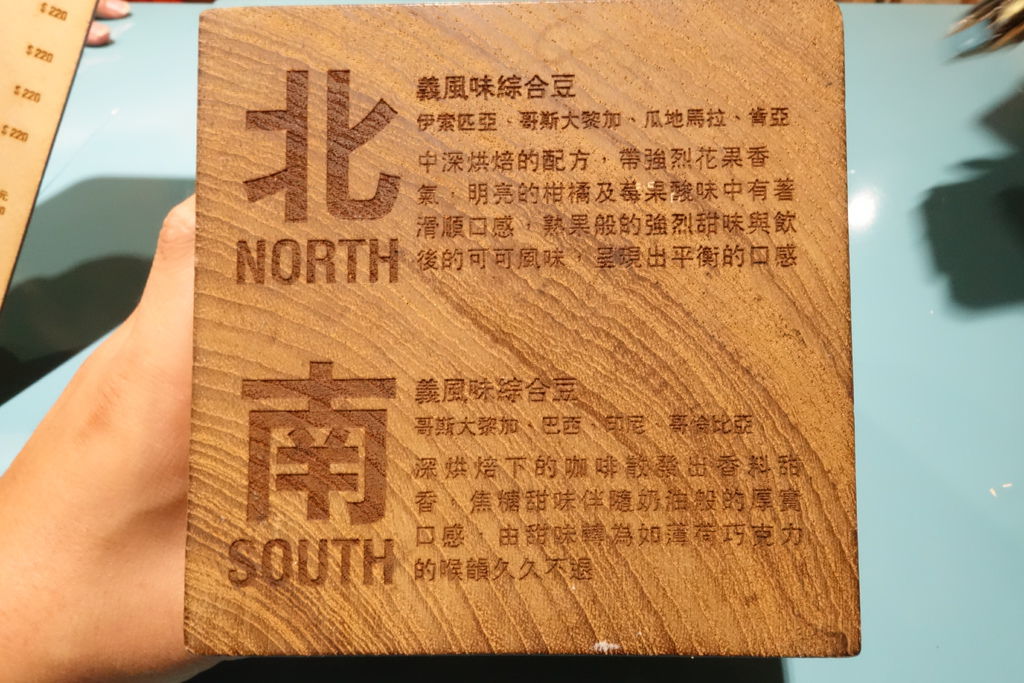 $220
$220
$220
$220
元
北
NORTH
義風味綜合豆
伊索匹亞、哥斯大黎加、瓜地馬拉、肯亞
中深烘焙的配方，帶強烈花果香
氣，明亮的柑橘及莓果酸味中有著
滑順口感，熟果般的強烈甜味與飲
後的可可風味，呈現出平衡的口感
南
SOUTH
義風味綜合豆
哥斯大黎加、巴西、印尼、哥倫比亞
深烘焙下的咖啡散發出香料甜
香，焦糖甜味伴隨奶油般的厚實
口感，由甜味轉為如薄荷巧克力
的喉韻久久不退